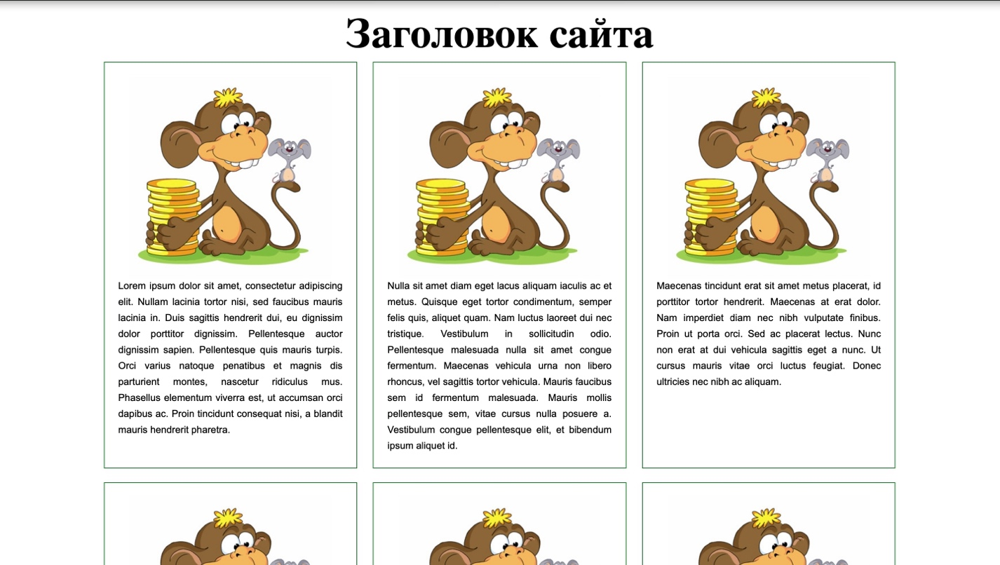 Заголовок сайта
Lorem ipsum dolor sit amet, consectetur adipiscing
elit. Nullam lacinia tortor nisi, sed faucibus mauris
lacinia in. Duis sagittis hendrerit dui, eu dignissim
dolor porttitor dignissim. Pellentesque auctor
dignissim sapien. Pellentesque quis mauris turpis.
Orci varius natoque penatibus et magnis dis
parturient montes, nascetur ridiculus mus.
Phasellus elementum viverra est, ut accumsan orci
dapibus ac. Proin tincidunt consequat nisi, a blandit
mauris hendrerit pharetra.
Nulla sit amet diam eget lacus aliquam iaculis ac et
metus. Quisque eget tortor condimentum, semper
felis quis, aliquet quam. Nam luctus laoreet dui nec
tristique. Vestibulum in sollicitudin odio.
Pellentesque malesuada nulla sit amet congue
fermentum. Maecenas vehicula urna non libero
rhoncus, vel sagittis tortor vehicula. Mauris faucibus
sem id fermentum malesuada. Mauris mollis
pellentesque sem, vitae cursus nulla posuere a.
Vestibulum congue pellentesque elit, et bibendum
ipsum aliquet id.
Maecenas tincidunt erat sit amet metus placerat, id
porttitor tortor hendrerit. Maecenas at erat dolor.
Nam imperdiet diam nec nibh vulputate finibus.
Proin ut porta orci. Sed ac placerat lectus. Nunc
non erat at dui vehicula sagittis eget a nunc. Ut
cursus mauris vitae orci luctus feugiat. Donec
ultricies nec nibh ac aliquam.